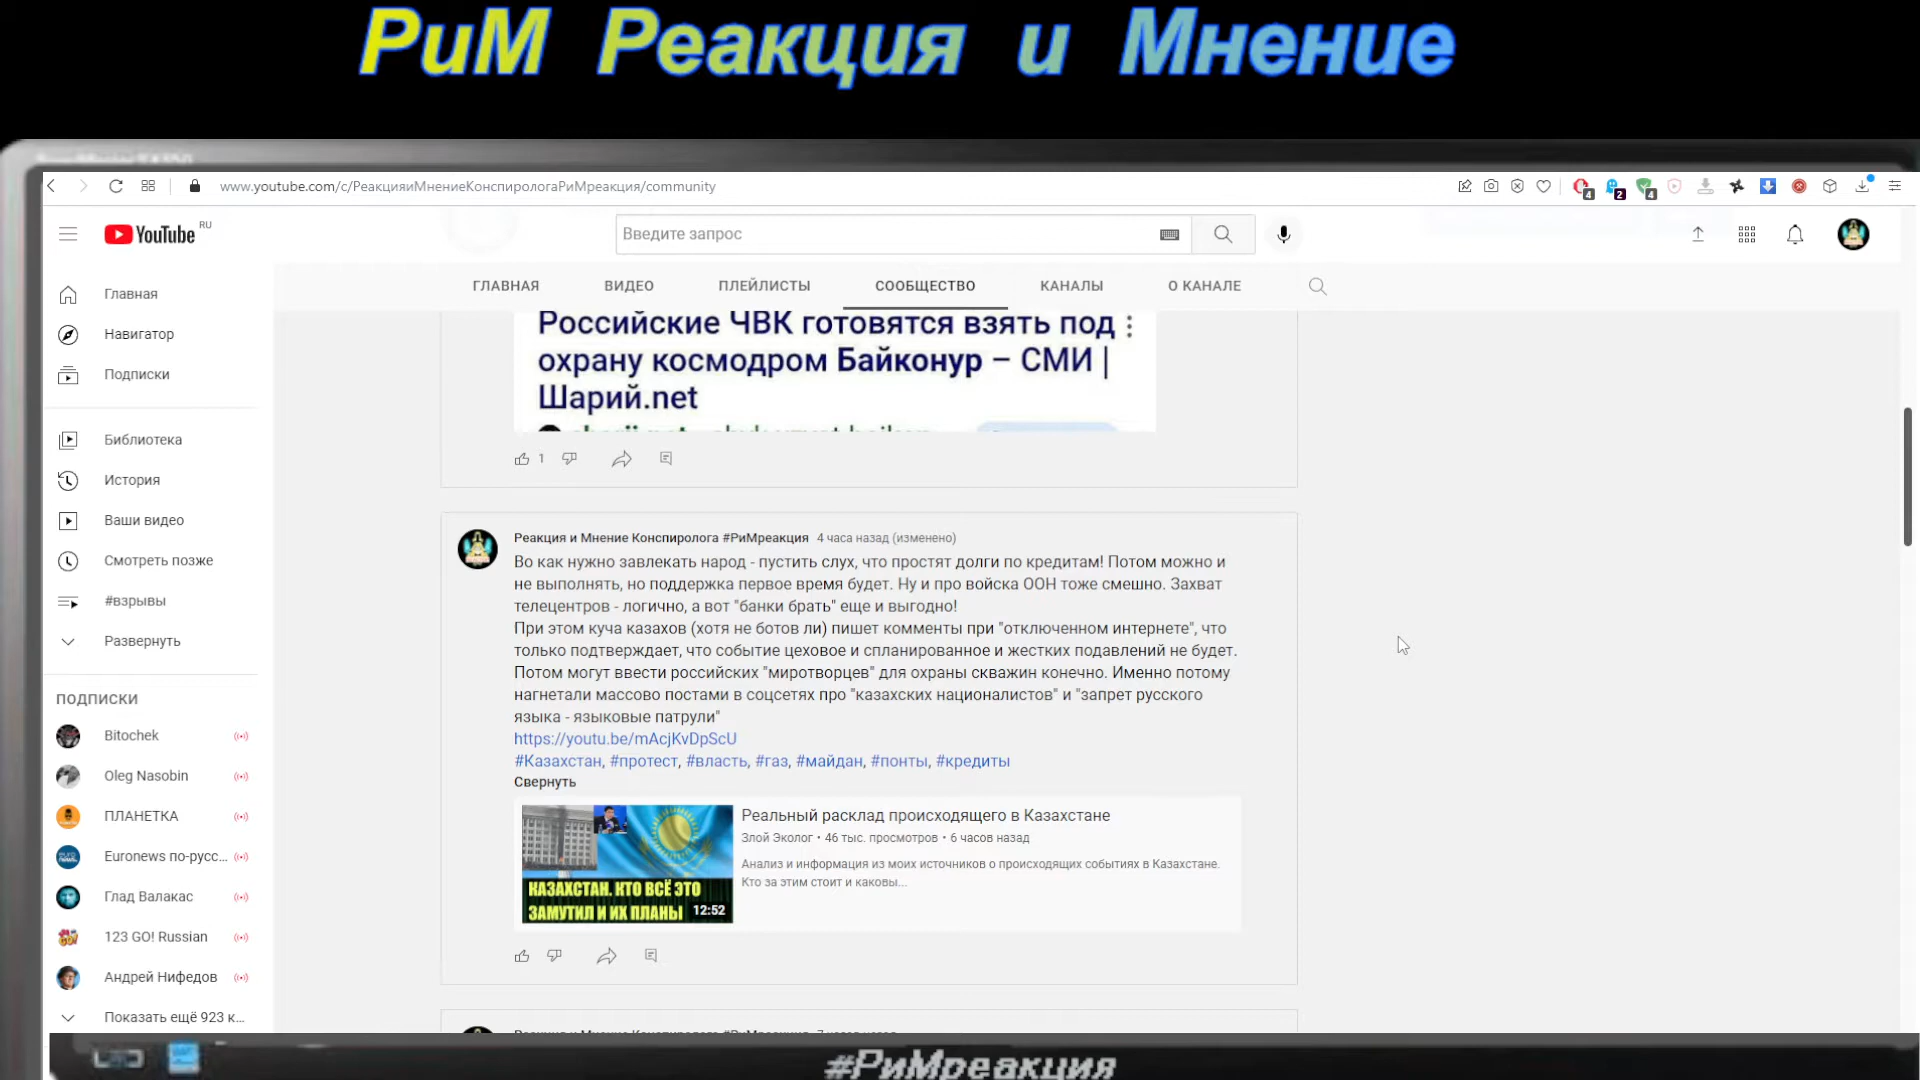 РиМ Реакция и Мнение
www.youtube.com/c/РеакцияиМнениеКонспирологаРиМреакция/community
4
2
4
YouTube RU
Введите запрос
ГЛАВНАЯ ВИДЕО ПЛЕЙЛИСТЫ СООБЩЕСТВО КАНАЛЫ О КАНАЛЕ
Главная
Навигатор
Подписки
Библиотека
История
Ваши видео
Смотреть позже
#взрывы
Развернуть
ПОДПИСКИ
Bitochek
Oleg Nasobin
ПЛАНЕТКА
Euronews по-русс...
Глад Валакас
123 GO! Russian
Андрей Нифедов
Показать ещё 923 к...
Российские ЧВК готовятся взять под
охрану космодром Байконур – СМИ |
Шарий.net
1
Реакция и Мнение Конспиролога #РиМреакция 4 часа назад (изменено)
Во как нужно завлекать народ - пустить слух, что простят долги по кредитам! Потом можно и
не выполнять, но поддержка первое время будет. Ну и про войска ООН тоже смешно. Захват
телецентров - логично, а вот "банки брать" еще и выгодно!
При этом куча казахов (хотя не ботов ли) пишет комменты при "отключенном интернете", что
только подтверждает, что событие цеховое и спланированное и жестких подавлений не будет.
Потом могут ввести российских "миротворцев" для охраны скважин конечно. Именно потому
нагнетали массово постами в соцсетях про "казахских националистов" и "запрет русского
языка - языковые патрули"
https://youtu.be/mAcjKvDpScU
#Казахстан, #протест, #власть, #газ, #майдан, #понты, #кредиты
Свернуть
КАЗАХСТАН. КТО ВСЁ ЭТО
ЗАМУТИЛ И ИХ ПЛАНЫ
12:52
Реальный расклад происходящего в Казахстане
Злой Эколог • 46 тыс. просмотров • 6 часов назад
Анализ и информация из моих источников о происходящих событиях в Казахстане.
Кто за этим стоит и каковы...
#РиМреакция